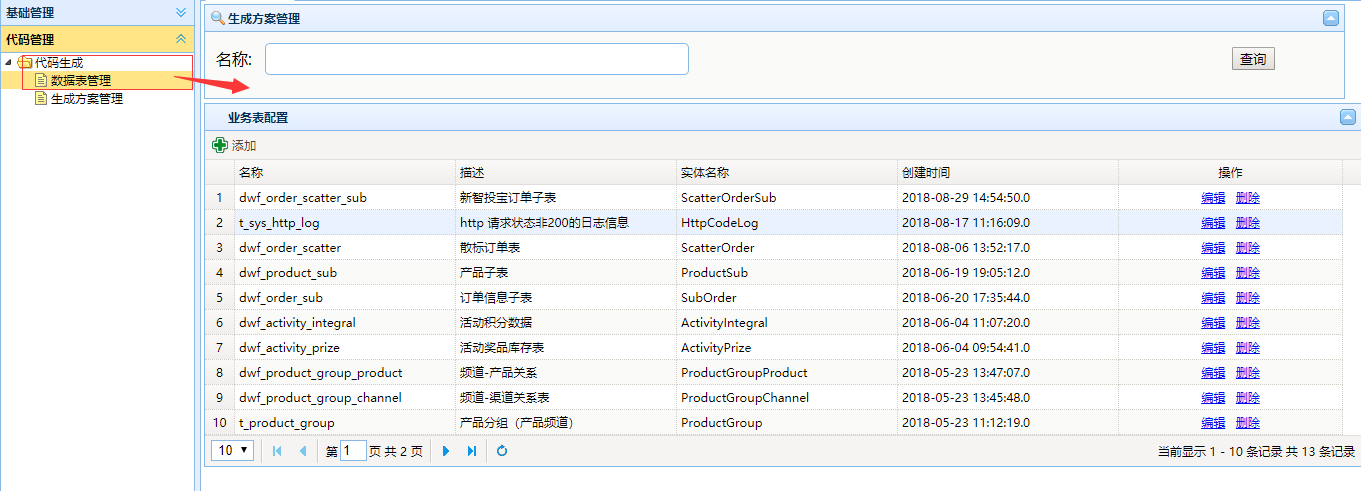 基础管理
代码管理
代码生成
数据表管理
生成方案管理
生成方案管理
名称:
查询
业务表配置
添加
名称 描述 实体名称 创建时间 操作
1 dwf_order_scatter_sub 新智投宝订单子表 ScatterOrderSub 2018-08-29 14:54:50.0 编辑 删除
2 t_sys_http_log http 请求状态非200的日志信息 HttpCodeLog 2018-08-17 11:16:09.0 编辑 删除
3 dwf_order_scatter 散标订单表 ScatterOrder 2018-08-06 13:52:17.0 编辑 删除
4 dwf_product_sub 产品子表 ProductSub 2018-06-19 19:05:12.0 编辑 删除
5 dwf_order_sub 订单信息子表 SubOrder 2018-06-20 17:35:44.0 编辑 删除
6 dwf_activity_integral 活动积分数据 ActivityIntegral 2018-06-04 11:07:20.0 编辑 删除
7 dwf_activity_prize 活动奖品库存表 ActivityPrize 2018-06-04 09:54:41.0 编辑 删除
8 dwf_product_group_product 频道-产品关系 ProductGroupProduct 2018-05-23 13:47:07.0 编辑 删除
9 dwf_product_group_channel 频道-渠道关系表 ProductGroupChannel 2018-05-23 13:45:48.0 编辑 删除
10 t_product_group 产品分组（产品频道） ProductGroup 2018-05-23 11:12:19.0 编辑 删除
10 第 1 页 共 2 页 当前显示 1 - 10 条记录 共 13 条记录